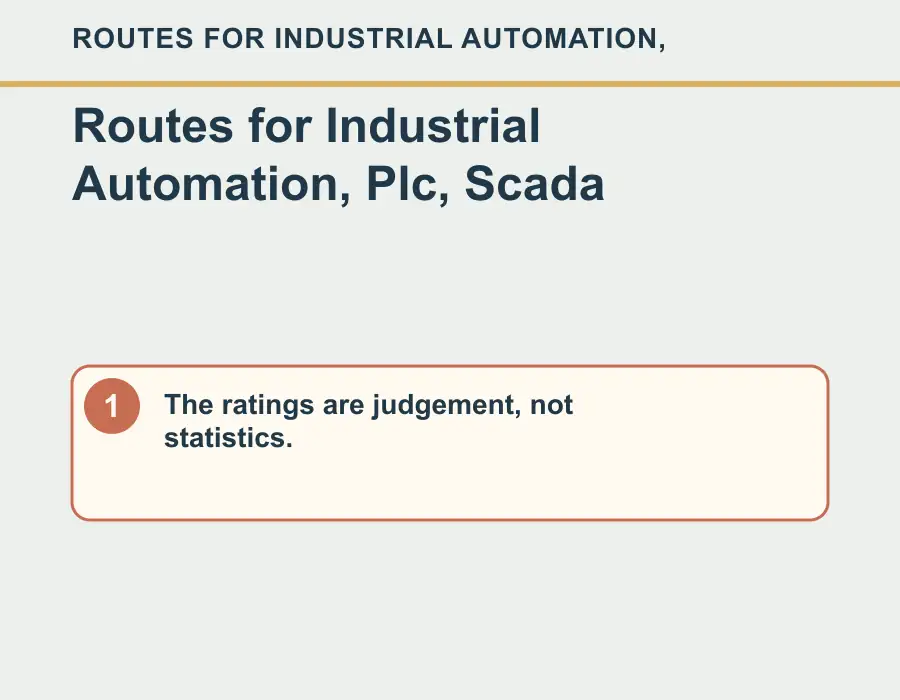 ROUTES FOR INDUSTRIAL AUTOMATION,
Routes for Industrial
Automation, Plc, Scada
1
The ratings are judgement, not
statistics.